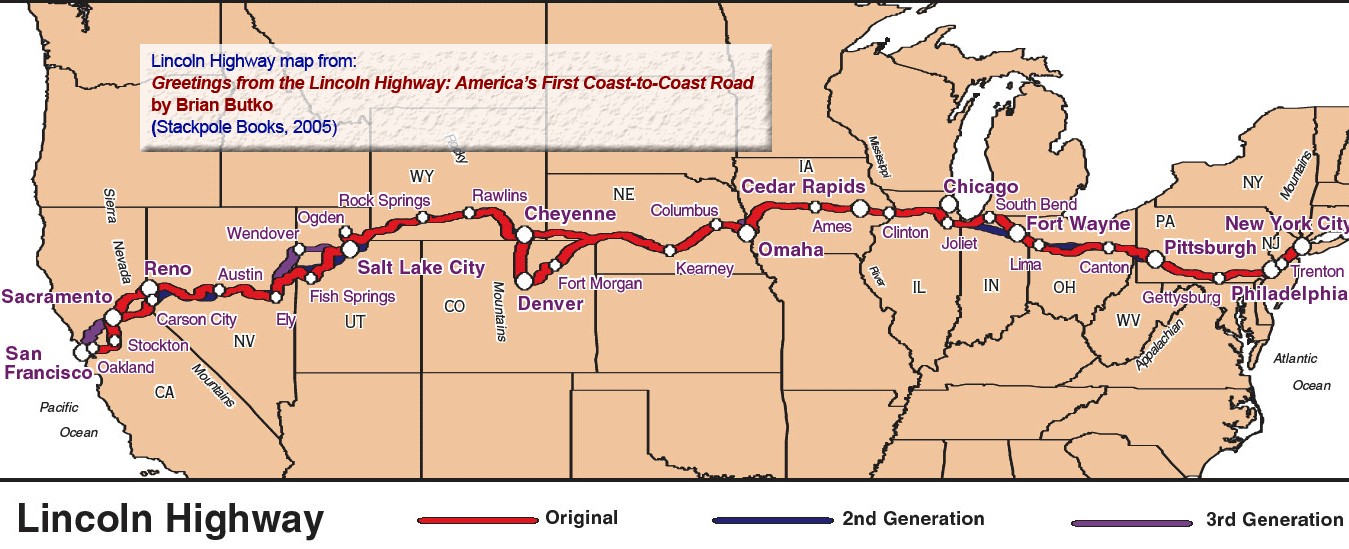 Lincoln Highway map from:
Greetings from the Lincoln Highway: America's First Coast-to-Coast Road
by Brian Butko
(Stackpole Books, 2005)
Rocky
Mississippi
IA
WY
NE
NY
Mountains
Sierra
Nevada
Rock Springs
Rawlins
Cedar Rapids
Chicago
South Bend
Ogden
Wendover
Cheyenne
Columbus
Ames
Clinton
Fort Wayne
PA
New York City
Joliet
Omaha
Pittsburgh
NJ
Reno
Austin
Salt Lake City
Kearney
Lima
Canton
Trenton
Sacramento
Fish Springs
Fort Morgan
River
IL
IN
OH
Gettysburg
Philadelphia
Carson City
Ely
UT
CO
Mountains
Denver
WV
Appalachian
Stockton
NV
San
Francisco
Oakland
CA
Mountains
Atlantic
Ocean
Pacific
Ocean
Lincoln Highway
Original
2nd Generation
3rd Generation